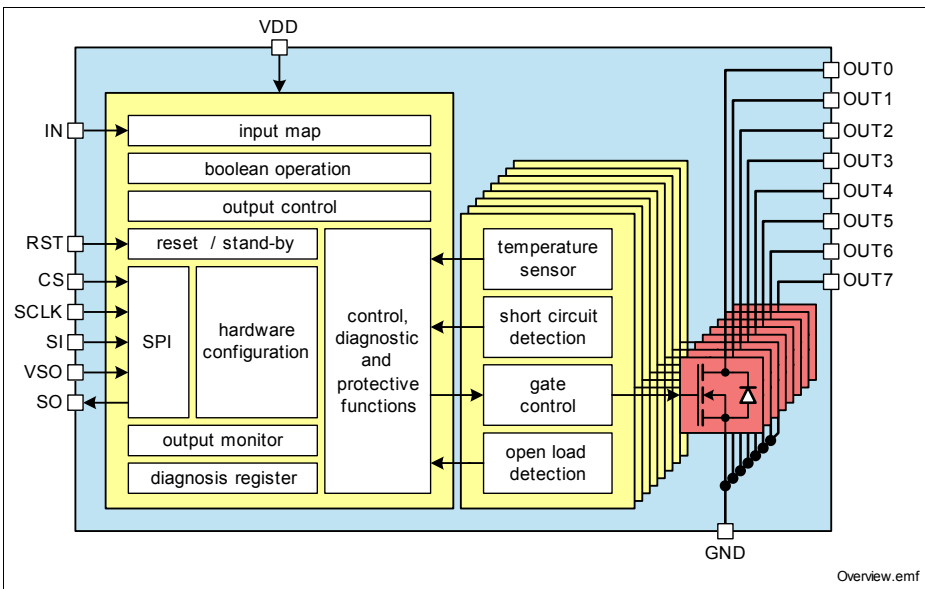 VDD
IN
RST
CS
SCLK
SI
VSO
SO
input map
boolean operation
output control
reset / stand-by
SPI
hardware
configuration
control,
diagnostic
and
protective
functions
output monitor
diagnosis register
temperature
sensor
short circuit
detection
gate
control
open load
detection
OUT0
OUT1
OUT2
OUT3
OUT4
OUT5
OUT6
OUT7
GND
Overview.emf